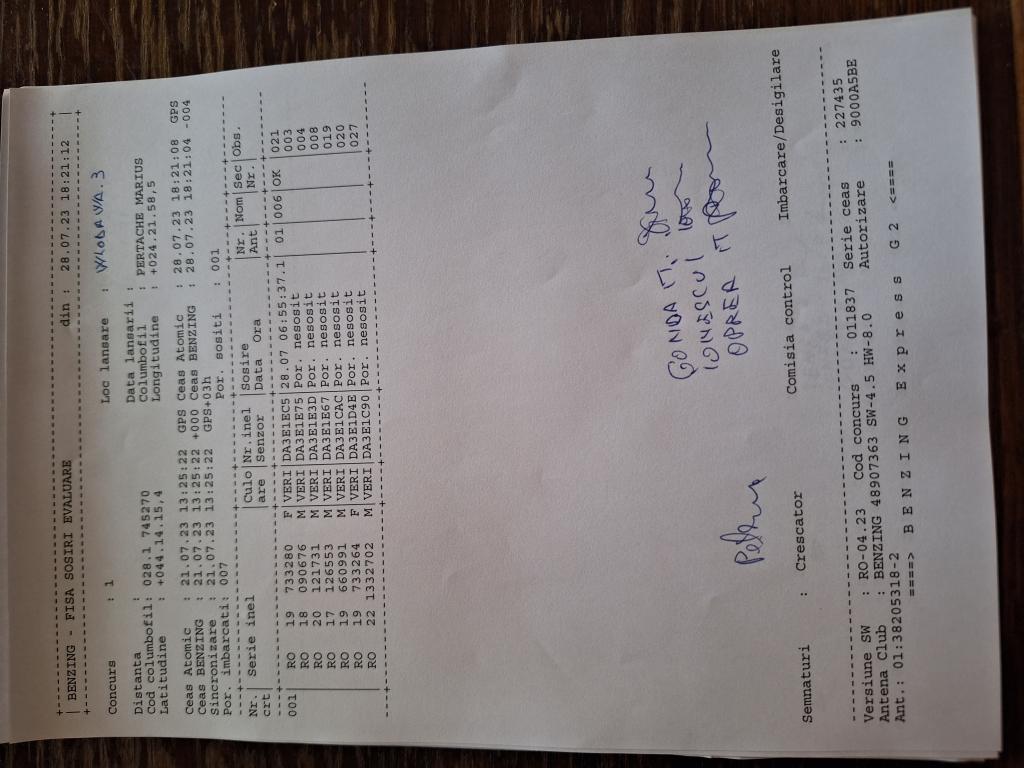 +-----------------------------------------------------------------------------+
| BENZING - FISA SOSIRI EVALUARE din : 28.07.23 18:21:12 |
+-----------------------------------------------------------------------------+
Concurs : 1 Loc lansare : WLODAWA.3
Distanta : Data lansarii :
Cod columbofil: 028.1 745270 Columbofil : PERTACHE MARIUS
Latitudine : +044.14.15,4 Longitudine : +024.21.58,5
Ceas Atomic : 21.07.23 13:25:22 GPS Ceas Atomic : 28.07.23 18:21:08 GPS
Ceas BENZING : 21.07.23 13:25:22 +000 Ceas BENZING : 28.07.23 18:21:04 -004
Sincronizare : 21.07.23 13:25:22 GPS+03h
Por. imbarcati: 007 Por. sositi : 001
Nr. Serie inel |Culo|Nr.inel |Sosire |Nr.|Nom|Sec|Obs.
crt |are |Senzor |Data Ora |Ant| |Nr.|
001| RO 19 733280 F|VERI|DA3E1EC5|28.07 06:55:37.1| 01|006|OK |021
| RO 18 090676 M|VERI|DA3E1E75|Por. nesosit | | | |003
| RO 20 121731 M|VERI|DA3E1E3D|Por. nesosit | | | |004
| RO 17 126553 M|VERI|DA3E1E67|Por. nesosit | | | |008
| RO 19 660991 M|VERI|DA3E1CAC|Por. nesosit | | | |019
| RO 19 733264 F|VERI|DA3E1D4E|Por. nesosit | | | |020
| RO 22 1332702 M|VERI|DA3E1C90|Por. nesosit | | | |027
IONESCUI
OPREA
Semnaturi : Crescator Comisia control Imbarcare/Desigilare
Versiune SW : RO-04.23 Cod concurs : 011837 Serie ceas : 227435
Antena Club : BENZING 48907363 SW-4.5 HW-8.0 Autorizare : 9000A5BE
Ant.: 01:38205318-2
====> B E N Z I N G E x p r e s s G 2 <====